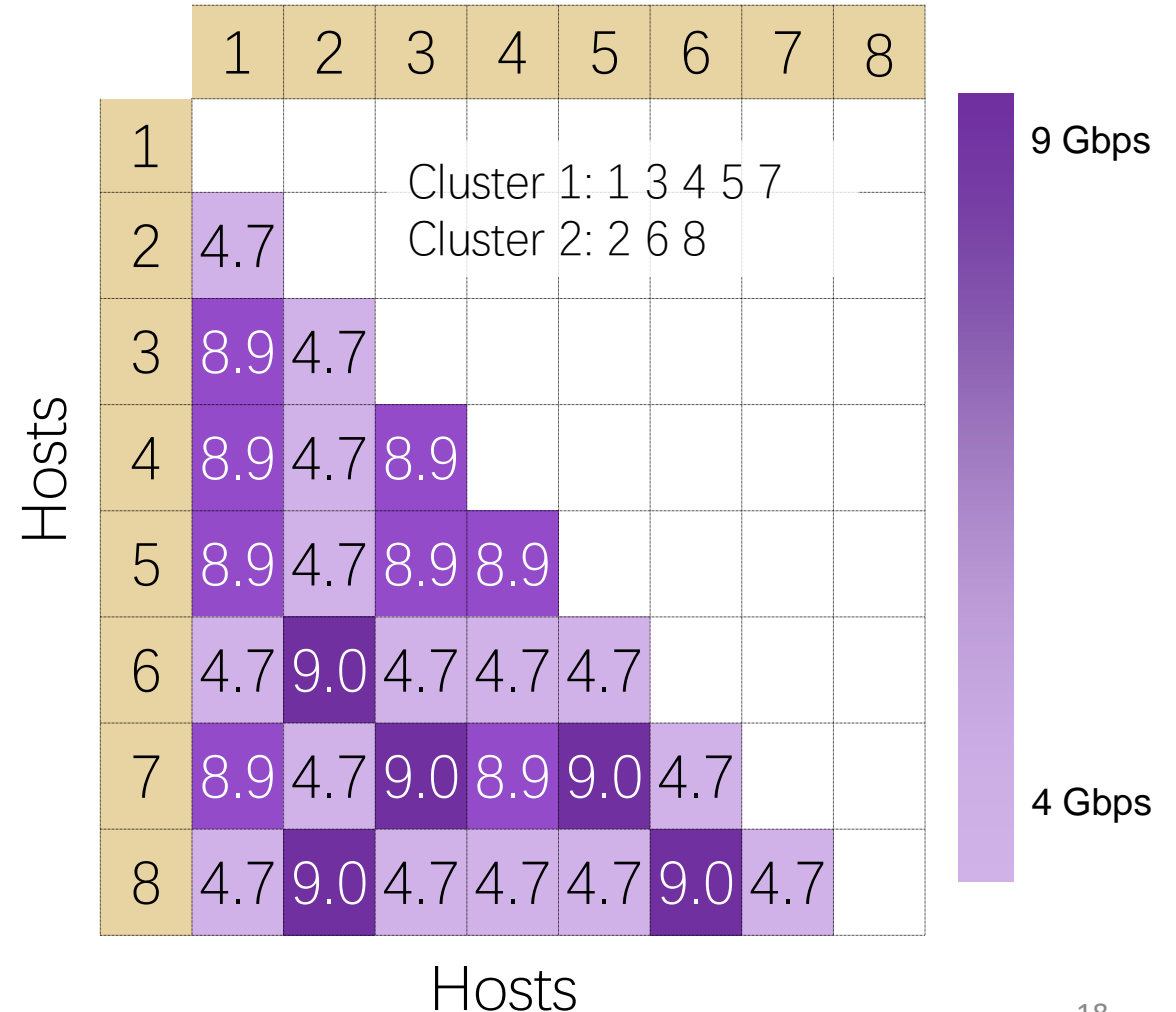 1 2 3 4 5 6 7 8
9 Gbps
1
Cluster 1: 1 3 4 5 7
Cluster 2: 2 6 8
2 4.7
3 8.9 4.7
4 8.9 4.7 8.9
Hosts
5 8.9 4.7 8.9 8.9
6 4.7 9.0 4.7 4.7 4.7
7 8.9 4.7 9.0 8.9 9.0 4.7
4 Gbps
8 4.7 9.0 4.7 4.7 4.7 9.0 4.7
Hosts
18